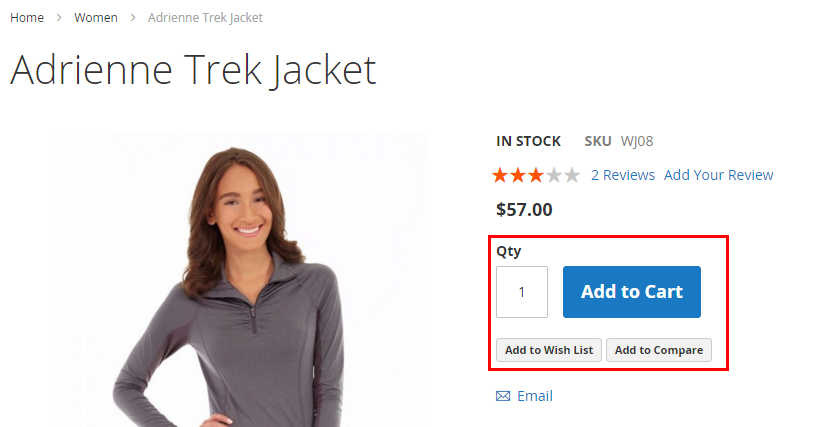 Home > Women > Adrienne Trek Jacket
Adrienne Trek Jacket
IN STOCK SKU WJ08
2 Reviews Add Your Review
$57.00
Qty
1 Add to Cart
Add to Wish List Add to Compare
Email